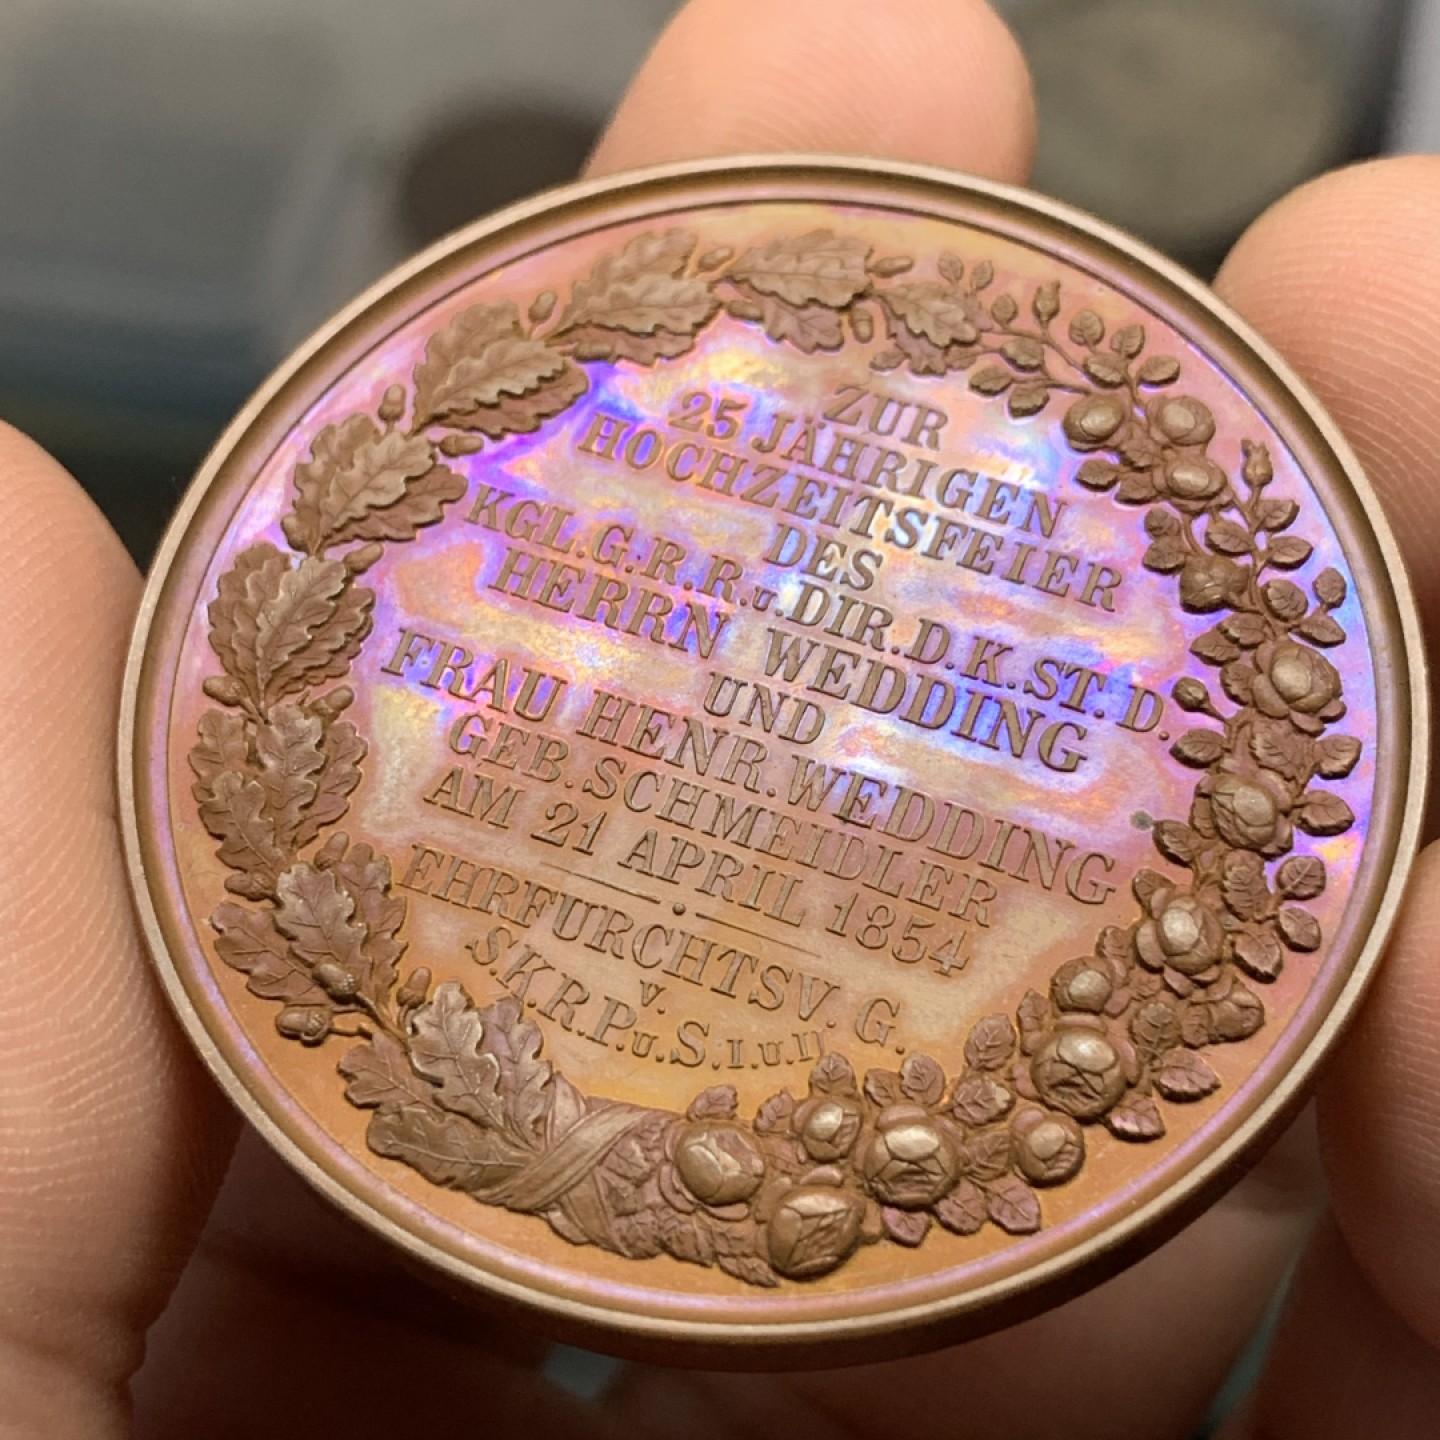 ZUR
25 JÄHRIGEN
HOCHZEITSFEIER
DES
KGL. G. R. R. u. DIR. D. K. ST. D.
HERRN WEDDING
UND
FRAU HENR. WEDDING
GEB. SCHMEIDLER
AM 21 APRIL 1854
EHRFURCHTSV. G.
v.
S. K. R. P. u. S. I. u. II.